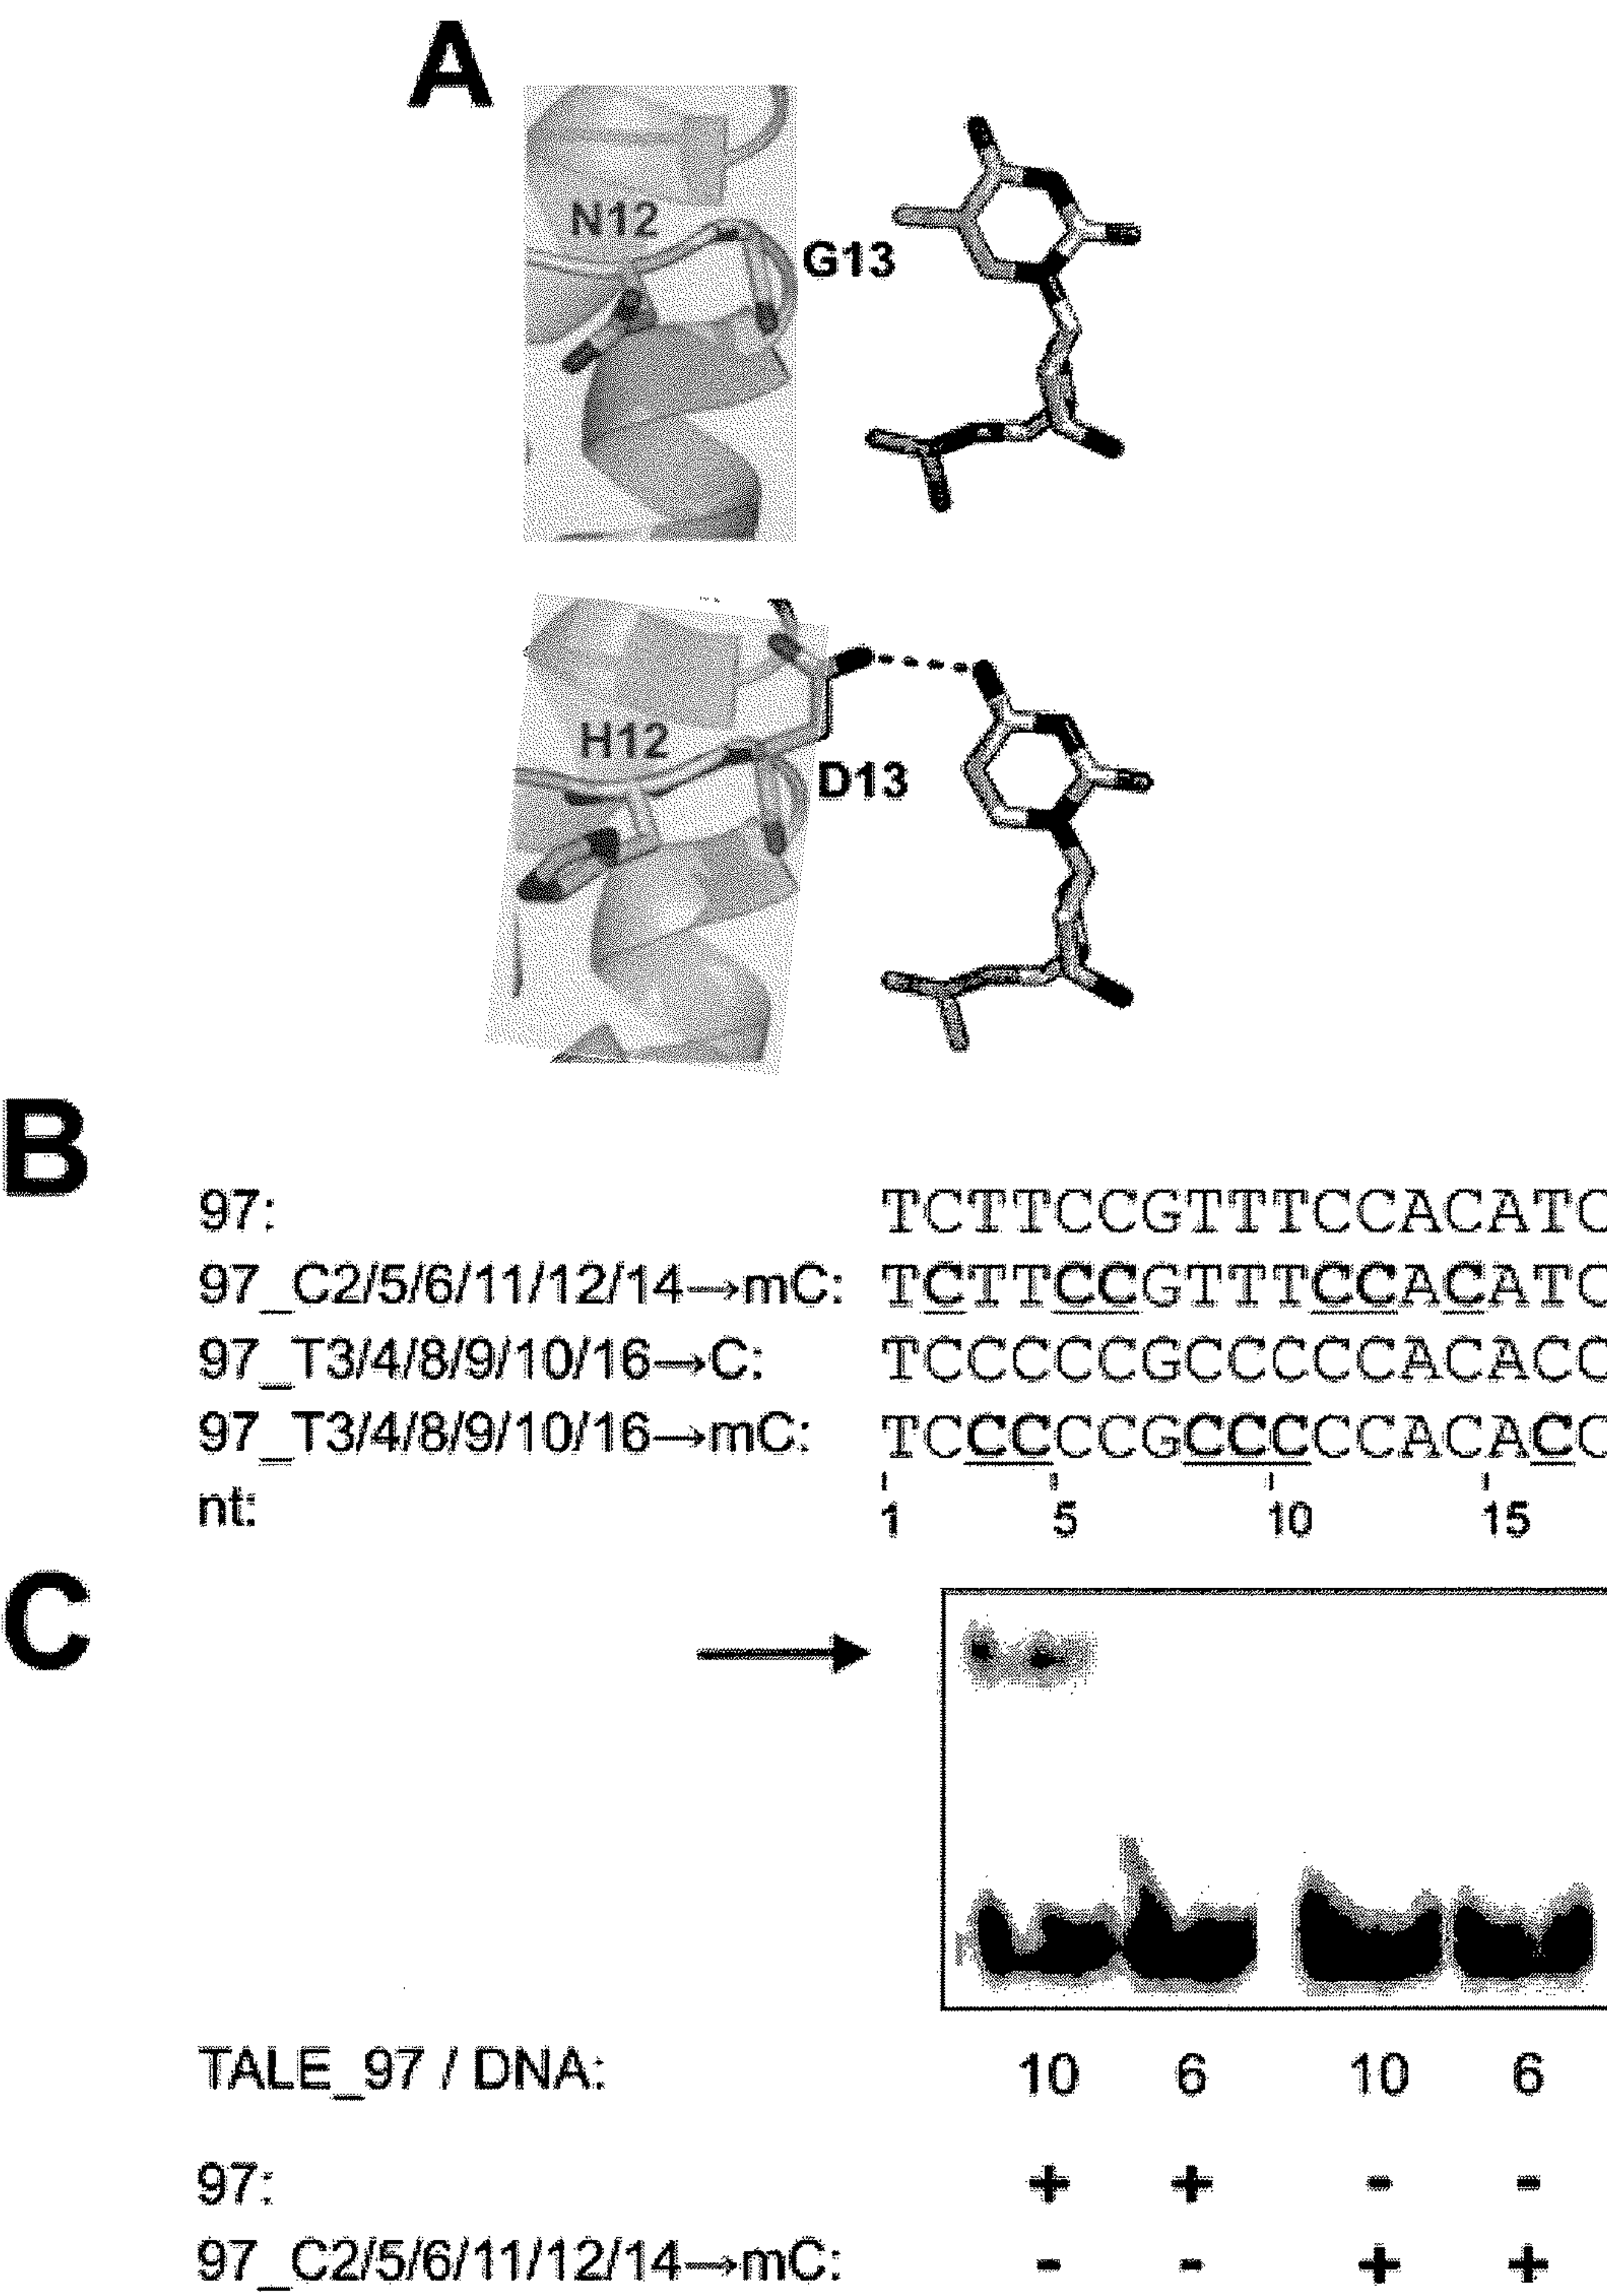 A
N12
G13
H12
D13
B
97: TCTTCCGTTTCCACATC
97_C2/5/6/11/12/14→mC: TCTTCCGTTTCCACATC
97_T3/4/8/9/10/16→C: TCCCCCGCCCCCACACC
97_T3/4/8/9/10/16→mC: TCCCCCGCCCCCACACC
nt: 1 5 10 15
C
TALE_97 / DNA: 10 6 10 6
97: + + - -
97_C2/5/6/11/12/14→mC: - - + +